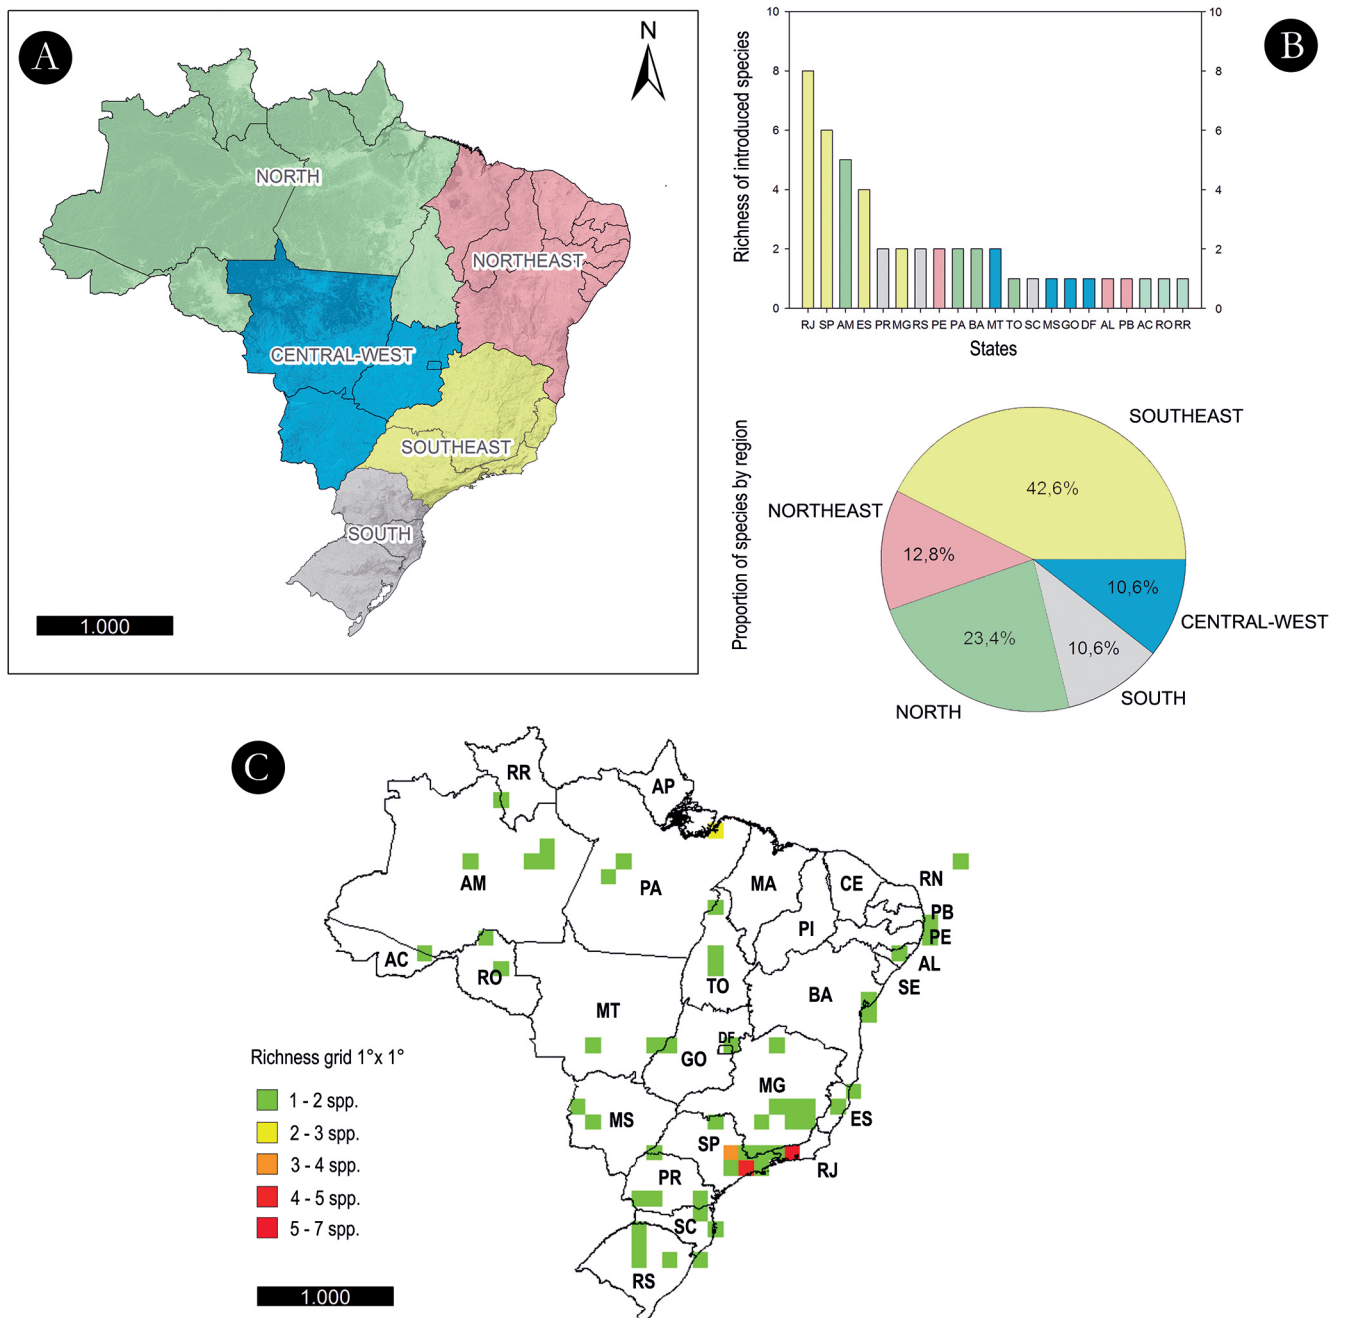 A
N
NORTH
NORTHEAST
CENTRAL-WEST
SOUTHEAST
SOUTH
1.000
B
Richness of introduced species
10 10
8 8
6 6
4 4
2 2
0 0
RJ SP AM ES PR MG RS PE PA BA MT TO SC MS GO DF AL PB AC RO RR
States
Proportion of species by region
SOUTHEAST
42,6%
NORTHEAST
12,8%
10,6%
CENTRAL-WEST
23,4%
10,6%
SOUTH
NORTH
C
RR
AP
AM
PA
MA
CE
RN
PB
PI
PE
AC
RO
AL
TO
SE
BA
MT
DF
GO
MG
MS
ES
SP
RJ
PR
SC
RS
Richness grid 1°x 1°
1 - 2 spp.
2 - 3 spp.
3 - 4 spp.
4 - 5 spp.
5 - 7 spp.
1.000